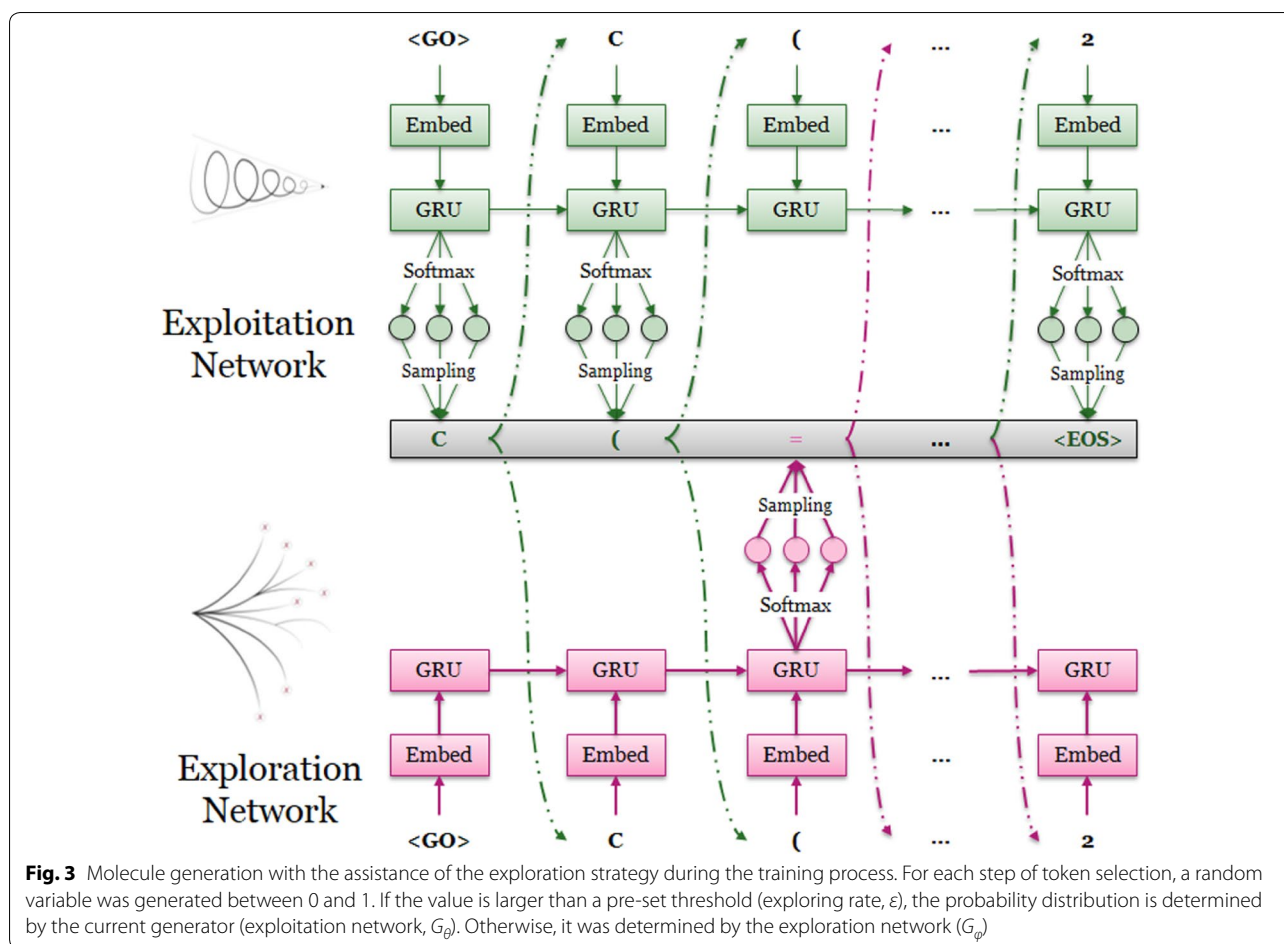 <GO> C ( ... 2
Embed Embed Embed ... Embed
GRU GRU GRU ... GRU
Softmax Softmax Softmax
Exploitation
Network
Sampling Sampling Sampling
C ( = ... <EOS>
Sampling
Softmax
x x x x x x x
GRU GRU GRU ... GRU
Exploration
Network
Embed Embed Embed ... Embed
<GO> C ( ... 2
Fig. 3 Molecule generation with the assistance of the exploration strategy during the training process. For each step of token selection, a random
variable was generated between 0 and 1. If the value is larger than a pre-set threshold (exploring rate, ε), the probability distribution is determined
by the current generator (exploitation network, Gθ). Otherwise, it was determined by the exploration network (Gφ)